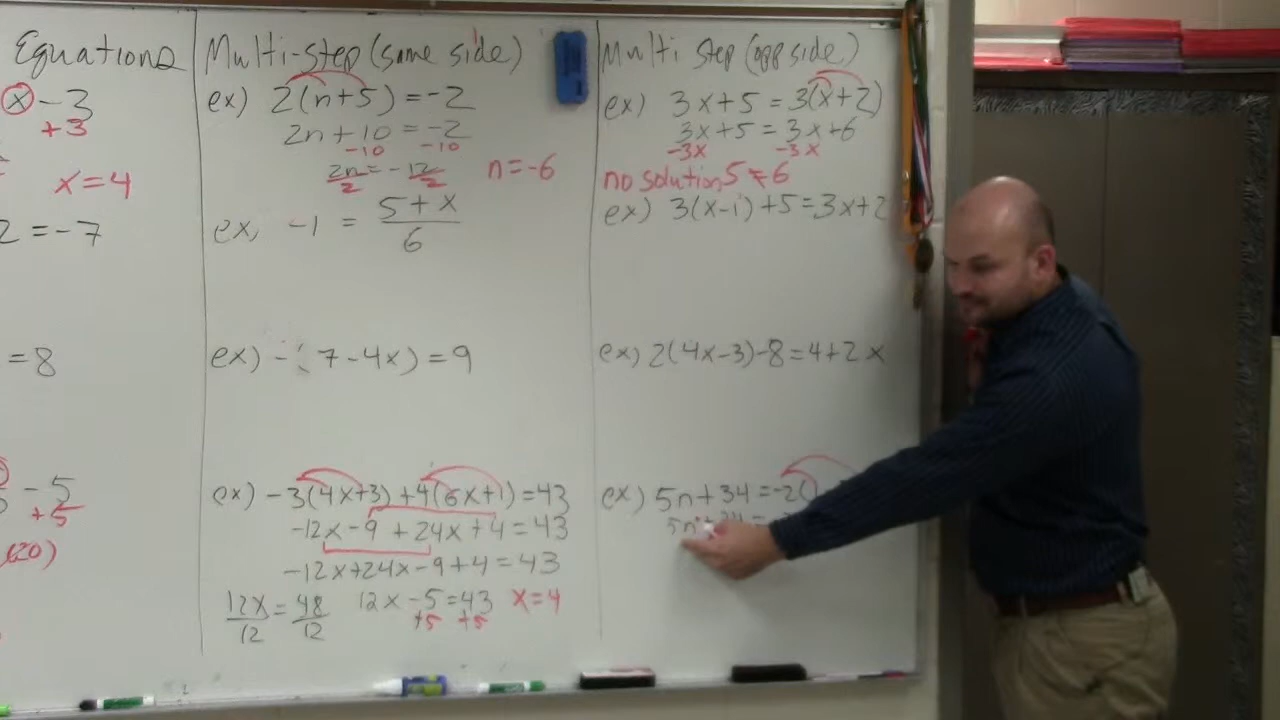 Equations
x - 3
+3
x = 4
2 = -7
= 8
- 5
+5
(20)
Multi-step (same side)
ex) 2(n+5) = -2
2n + 10 = -2
-10 -10
2n = -12
2 2
n = -6
ex, -1 = 5 + x
6
ex) -(7 - 4x) = 9
ex) -3(4x+3) + 4(6x+1) = 43
-12x - 9 + 24x + 4 = 43
-12x + 24x - 9 + 4 = 43
12x = 48 12x - 5 = 43 x = 4
12 12 +5 +5
Multi Step (opp side)
ex) 3x + 5 = 3(x + 2)
3x + 5 = 3x + 6
-3x -3x
no solution, 5 ≠ 6
ex) 3(x-1) + 5 = 3x + 2
ex, 2(4x - 3) - 8 = 4 + 2x
ex) 5n + 34 = -2(
5n